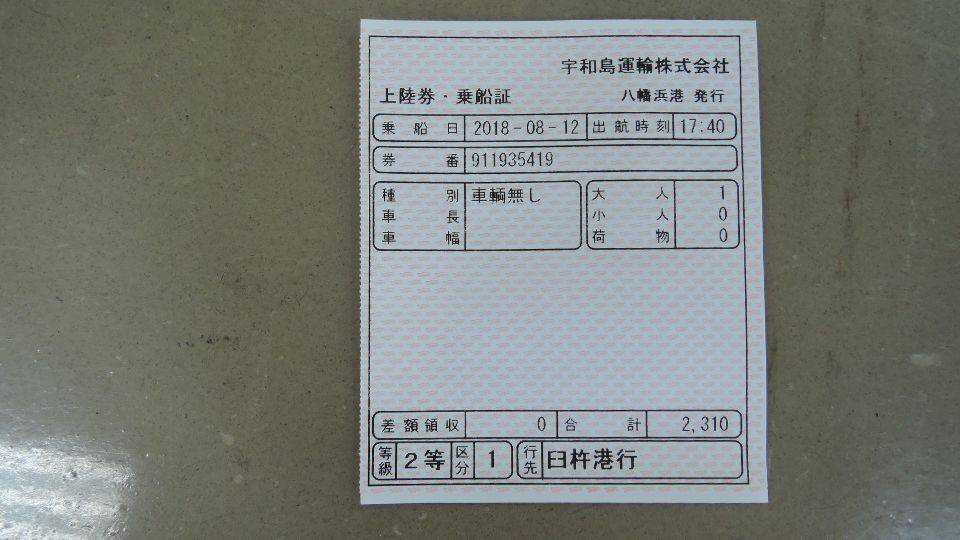 宇和島運輸株式会社
上陸券・乗船証 八幡浜港 発行
乗船日 2018-08-12 出航時刻 17:40
券番 911935419
種別 車輌無し 大人 1
車長 小人 0
車幅 荷物 0
差額領収 0 合計 2,310
等級 2等 区分 1 行先 臼杵港行